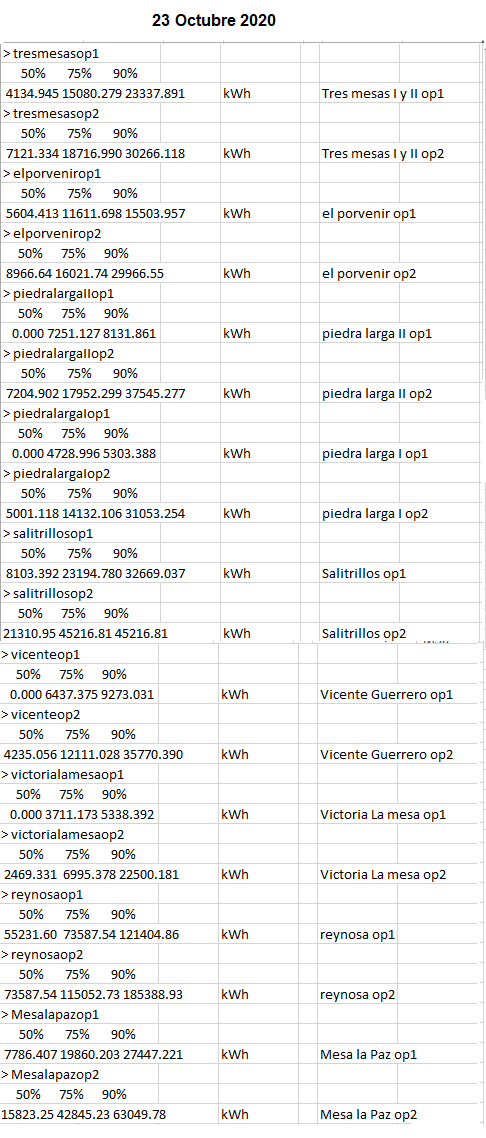 23 Octubre 2020
> tresmesasop1
50% 75% 90%
4134.945 15080.279 23337.891 kWh Tres mesas I y II op1
> tresmesasop2
50% 75% 90%
7121.334 18716.990 30266.118 kWh Tres mesas I y II op2
> elporvenirop1
50% 75% 90%
5604.413 11611.698 15503.957 kWh el porvenir op1
> elporvenirop2
50% 75% 90%
8966.64 16021.74 29966.55 kWh el porvenir op2
> piedralargaIIop1
50% 75% 90%
0.000 7251.127 8131.861 kWh piedra larga II op1
> piedralargaIIop2
50% 75% 90%
7204.902 17952.299 37545.277 kWh piedra larga II op2
> piedralargaIop1
50% 75% 90%
0.000 4728.996 5303.388 kWh piedra larga I op1
> piedralargaIop2
50% 75% 90%
5001.118 14132.106 31053.254 kWh piedra larga I op2
> salitrillosop1
50% 75% 90%
8103.392 23194.780 32669.037 kWh Salitrillos op1
> salitrillosop2
50% 75% 90%
21310.95 45216.81 45216.81 kWh Salitrillos op2
> vicenteop1
50% 75% 90%
0.000 6437.375 9273.031 kWh Vicente Guerrero op1
> vicenteop2
50% 75% 90%
4235.056 12111.028 35770.390 kWh Vicente Guerrero op2
> victorialamesaop1
50% 75% 90%
0.000 3711.173 5338.392 kWh Victoria La mesa op1
> victorialamesaop2
50% 75% 90%
2469.331 6995.378 22500.181 kWh Victoria La mesa op2
> reynosaop1
50% 75% 90%
55231.60 73587.54 121404.86 kWh reynosa op1
> reynosaop2
50% 75% 90%
73587.54 115052.73 185388.93 kWh reynosa op2
> Mesalapazop1
50% 75% 90%
7786.407 19860.203 27447.221 kWh Mesa la Paz op1
> Mesalapazop2
50% 75% 90%
15823.25 42845.23 63049.78 kWh Mesa la Paz op2